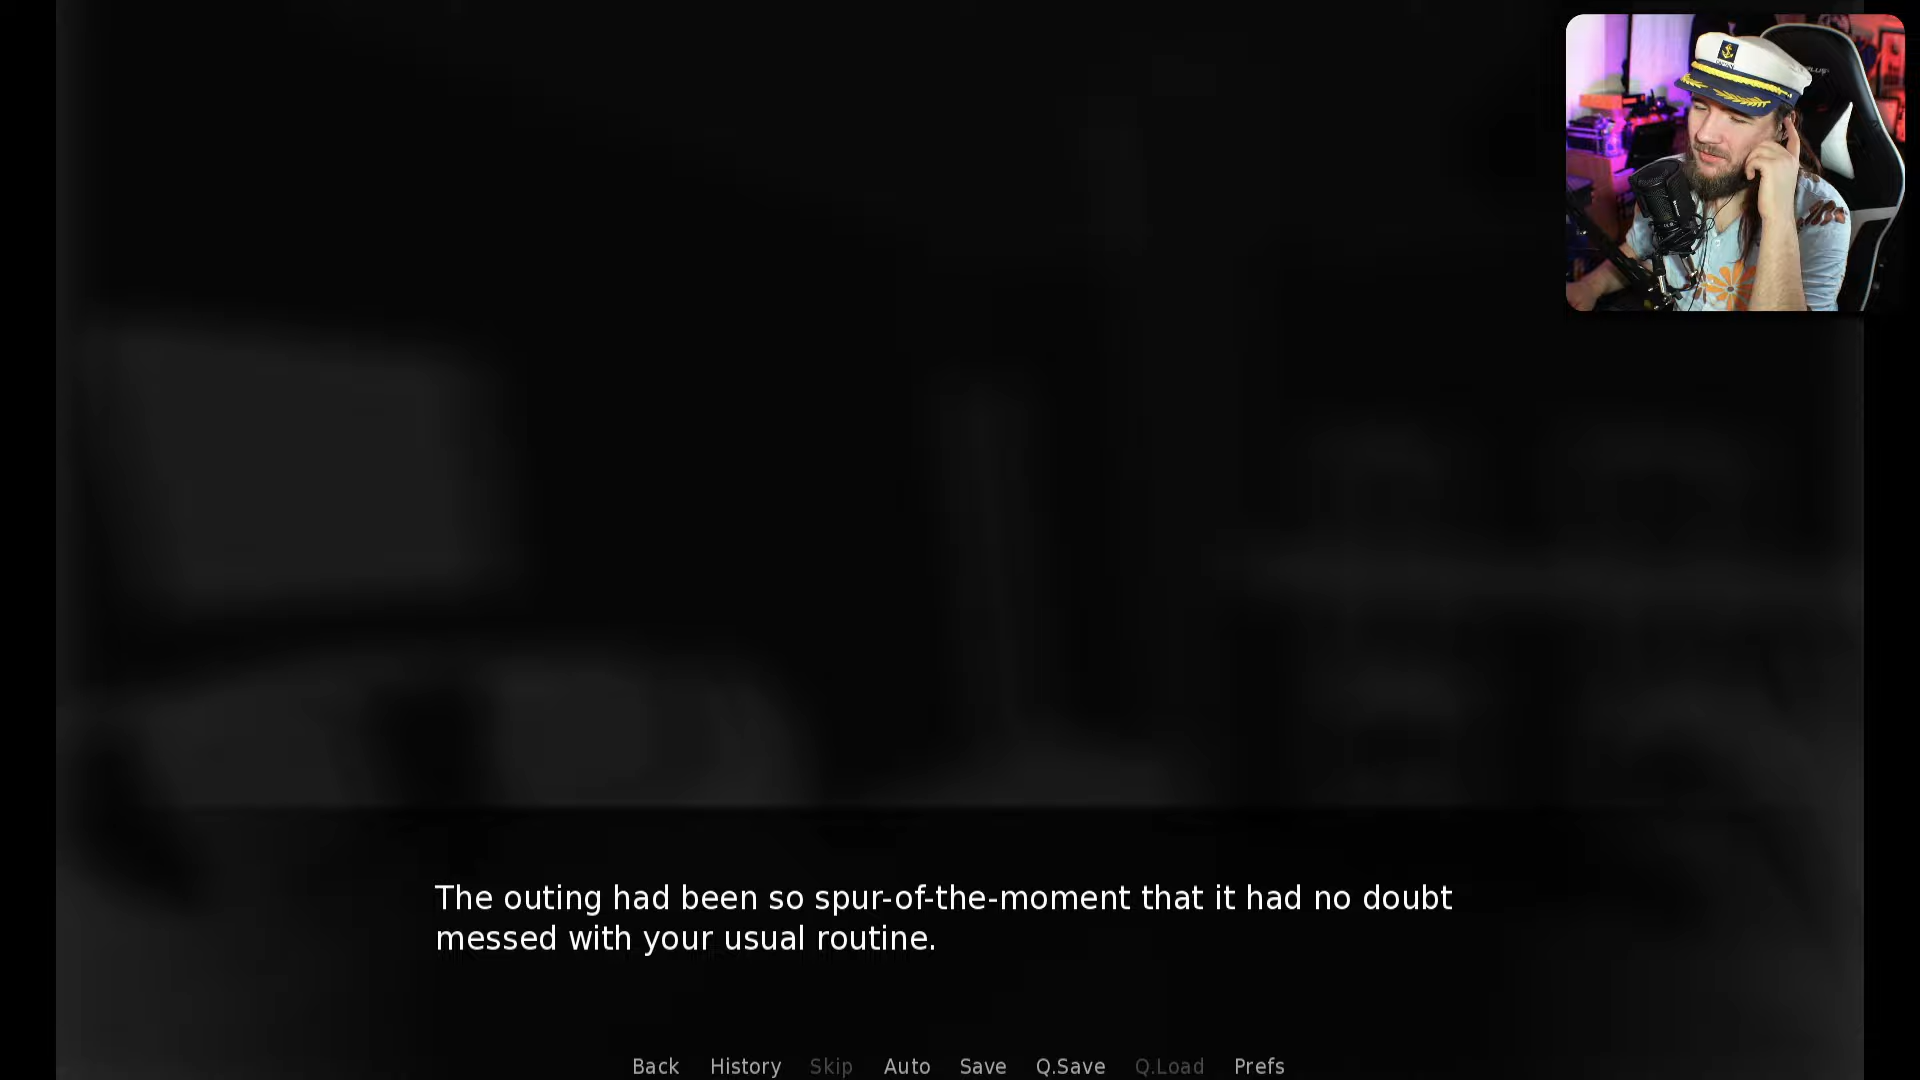 The outing had been so spur-of-the-moment that it had no doubt
messed with your usual routine.
Back History Skip Auto Save Q.Save Q.Load Prefs